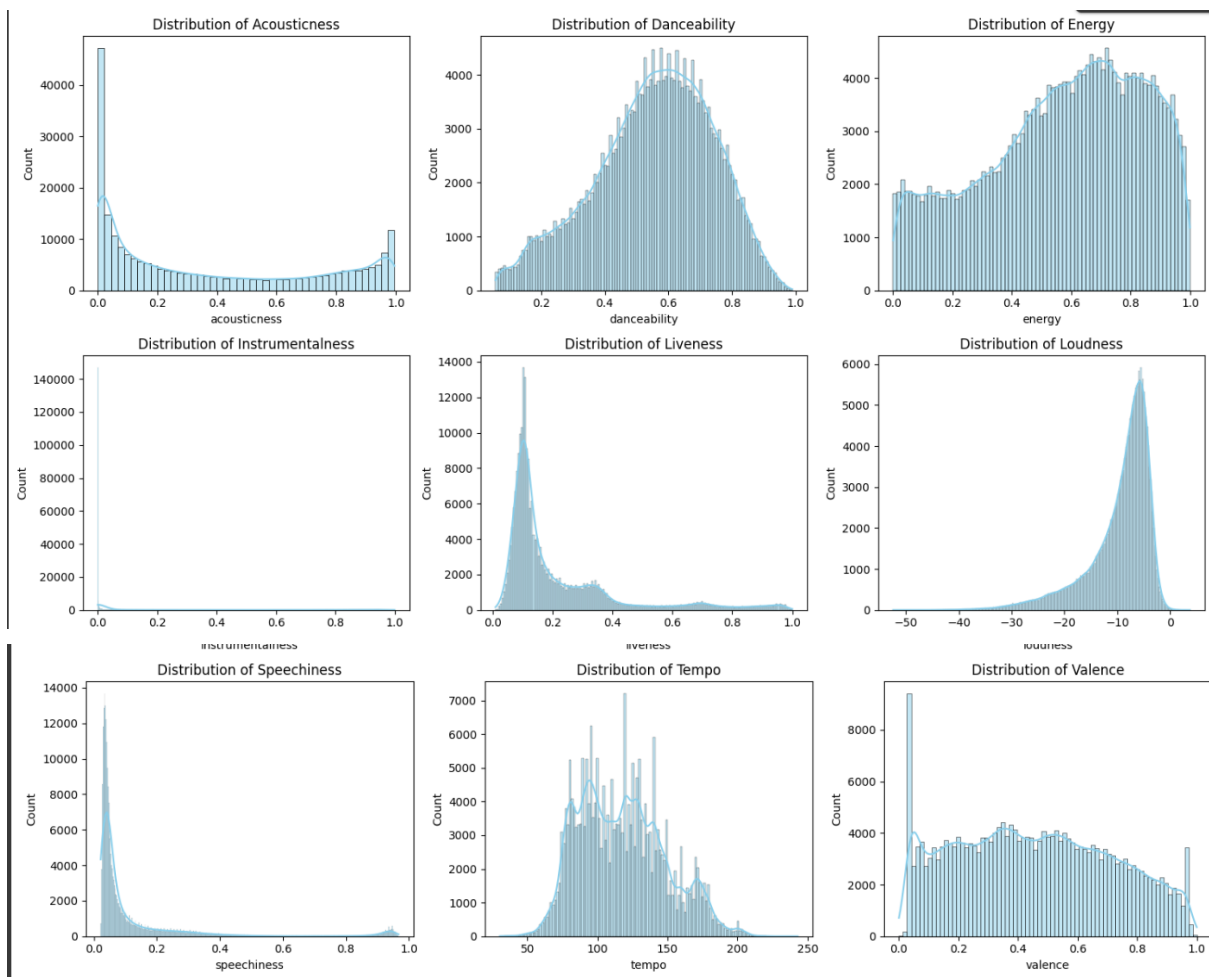 Distribution of Acousticness
Distribution of Danceability
Distribution of Energy
Count
40000
30000
20000
10000
0
0.0 0.2 0.4 0.6 0.8 1.0
acousticness
Count
4000
3000
2000
1000
0
0.2 0.4 0.6 0.8 1.0
danceability
Count
4000
3000
2000
1000
0
0.0 0.2 0.4 0.6 0.8 1.0
energy
Distribution of Instrumentalness
Distribution of Liveness
Distribution of Loudness
Count
140000
120000
100000
80000
60000
40000
20000
0
0.0 0.2 0.4 0.6 0.8 1.0
instrumentalness
Count
14000
12000
10000
8000
6000
4000
2000
0
0.0 0.2 0.4 0.6 0.8 1.0
liveness
Count
6000
5000
4000
3000
2000
1000
0
−50 −40 −30 −20 −10 0
loudness
Distribution of Speechiness
Distribution of Tempo
Distribution of Valence
Count
14000
12000
10000
8000
6000
4000
2000
0
0.0 0.2 0.4 0.6 0.8 1.0
speechiness
Count
7000
6000
5000
4000
3000
2000
1000
0
50 100 150 200 250
tempo
Count
8000
6000
4000
2000
0
0.0 0.2 0.4 0.6 0.8 1.0
valence